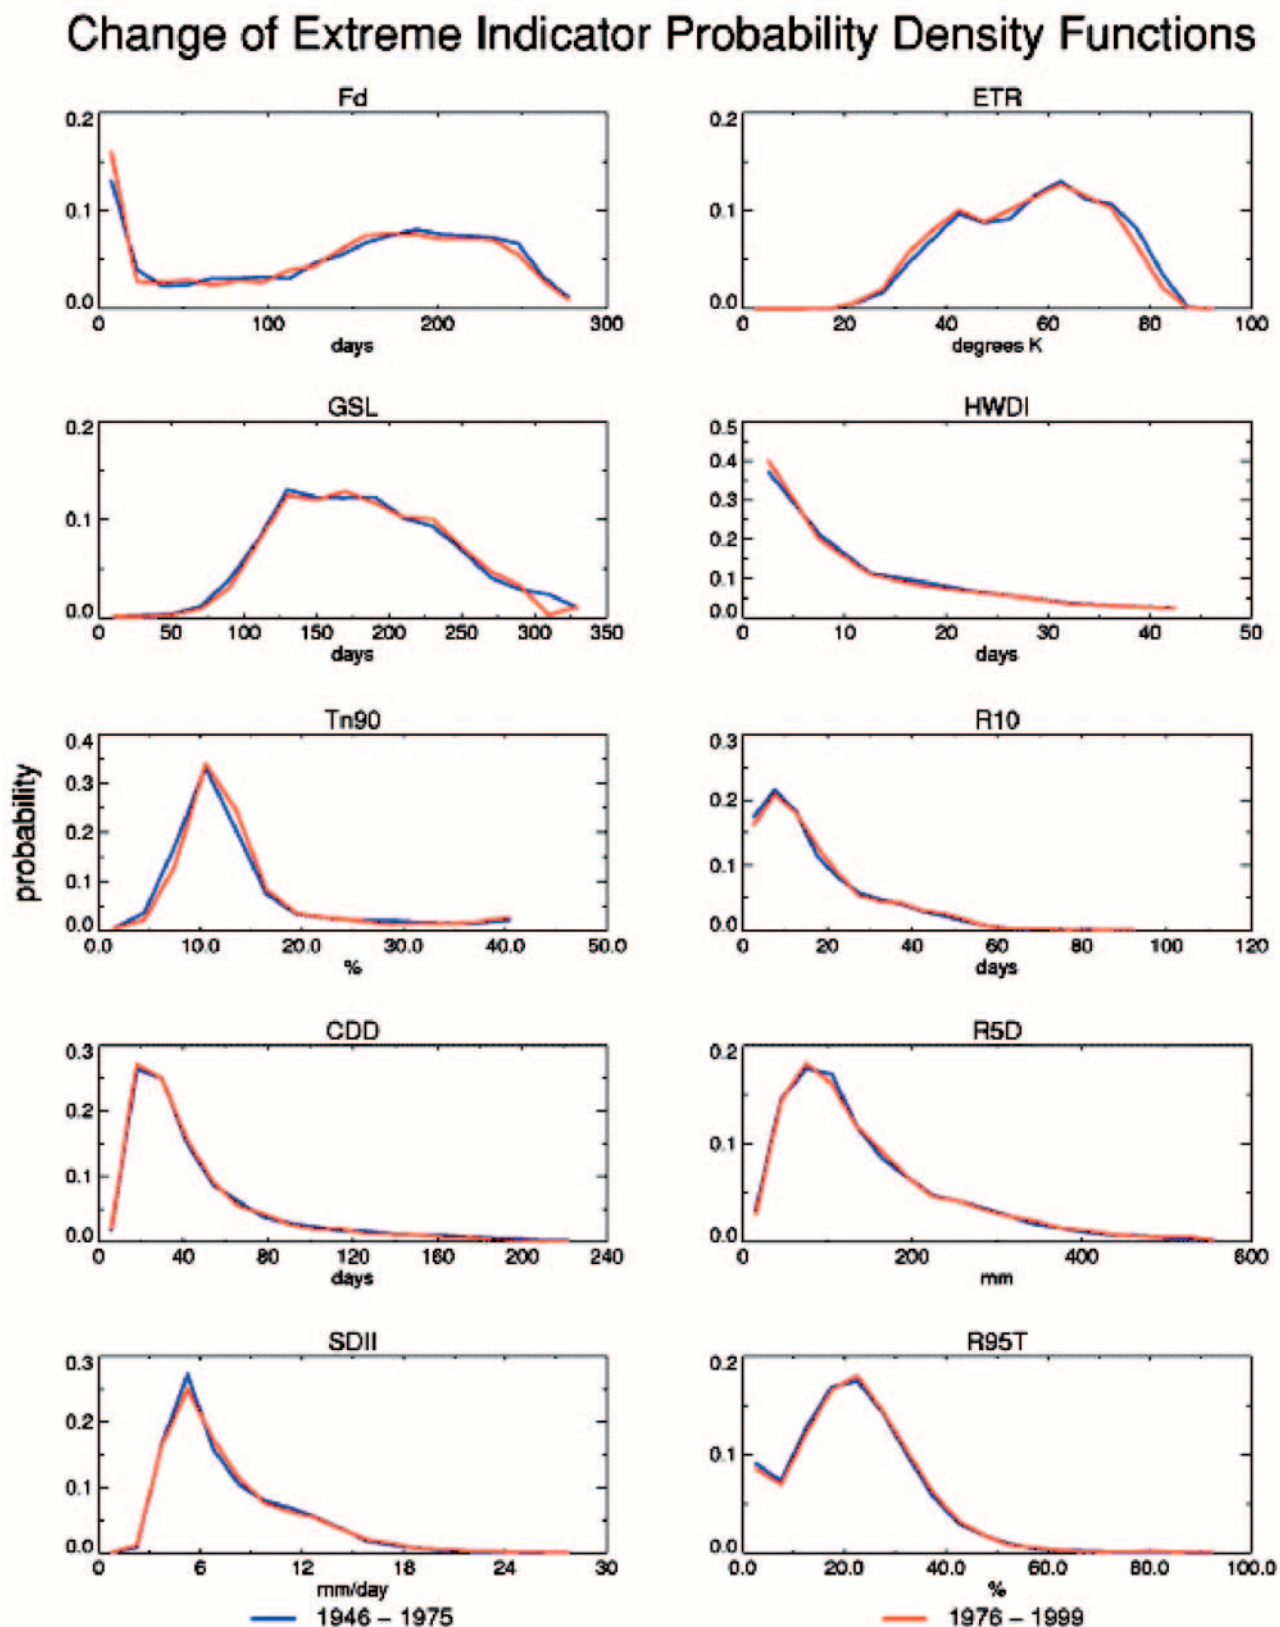 Change of Extreme Indicator Probability Density Functions
Fd
0.2
0.1
0.0
0 100 200 300
days
ETR
0.2
0.1
0.0
0 20 40 60 80 100
degrees K
GSL
0.2
0.1
0.0
0 50 100 150 200 250 300 350
days
HWDI
0.5
0.4
0.3
0.2
0.1
0.0
0 10 20 30 40 50
days
probability
Tn90
0.4
0.3
0.2
0.1
0.0
0.0 10.0 20.0 30.0 40.0 50.0
%
R10
0.3
0.2
0.1
0.0
0 20 40 60 80 100 120
days
CDD
0.3
0.2
0.1
0.0
0 40 80 120 160 200 240
days
R5D
0.2
0.1
0.0
0 200 400 600
mm
SDII
0.3
0.2
0.1
0.0
0 6 12 18 24 30
mm/day
R95T
0.2
0.1
0.0
0.0 20.0 40.0 60.0 80.0 100.0
%
1946 – 1975
1976 – 1999